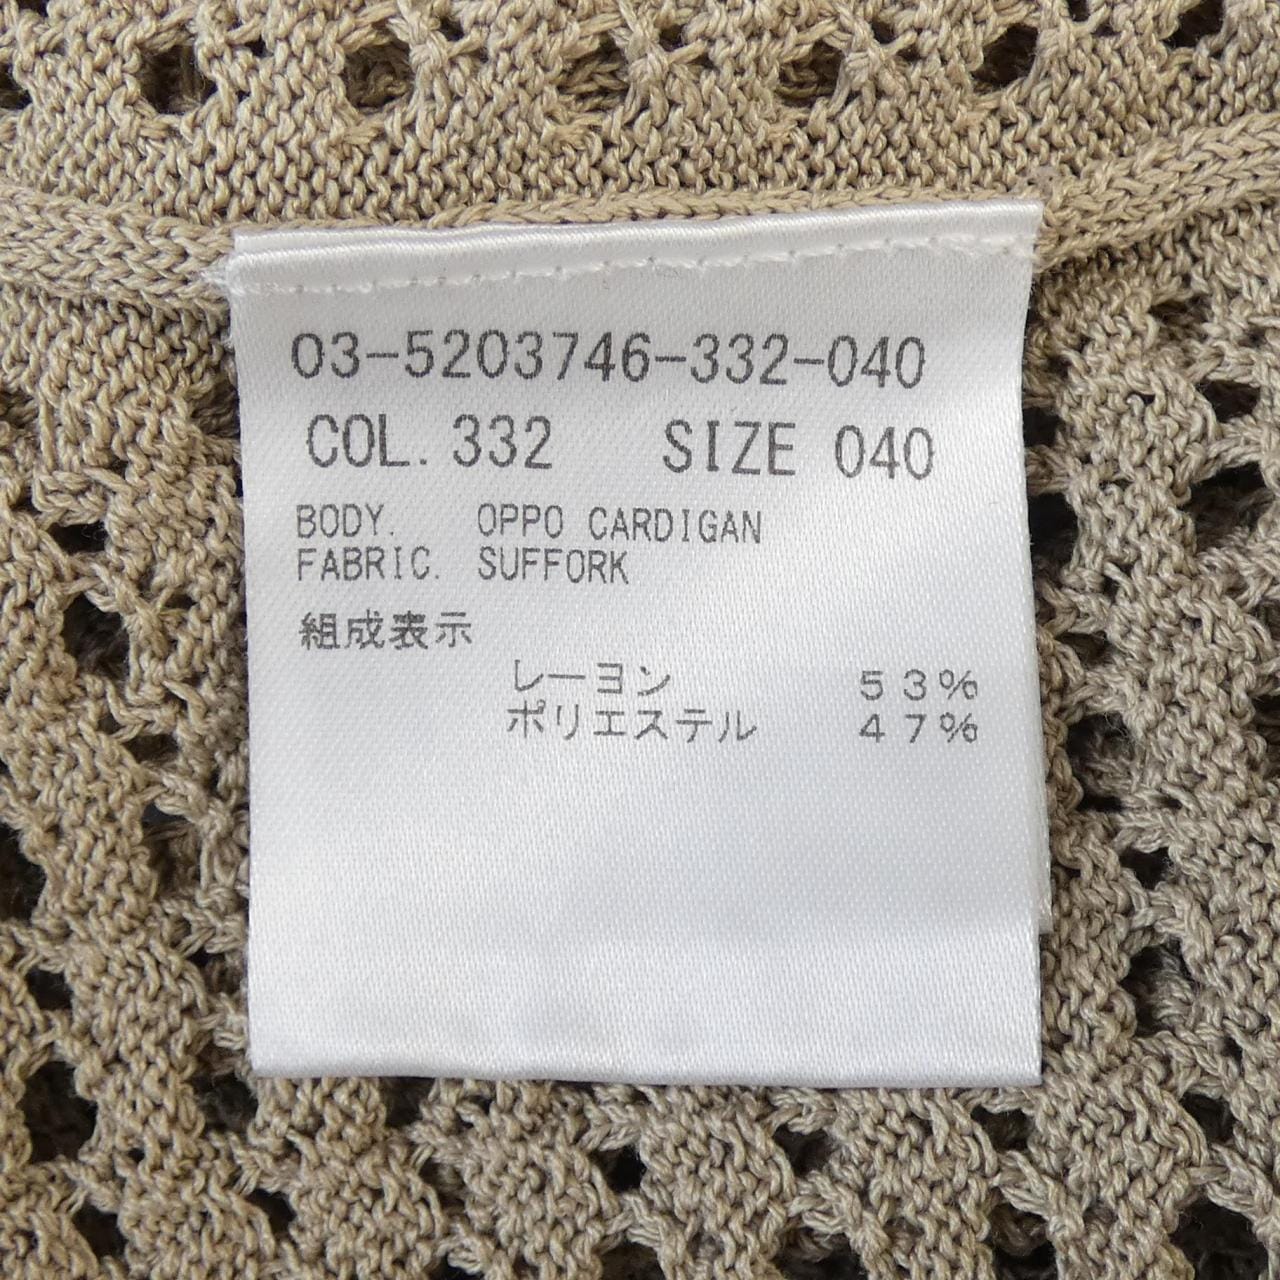 03-5203746-332-040
COL. 332 SIZE 040
BODY. OPPO CARDIGAN
FABRIC. SUFFORK
組成表示
レーヨン ５３％
ポリエステル ４７％